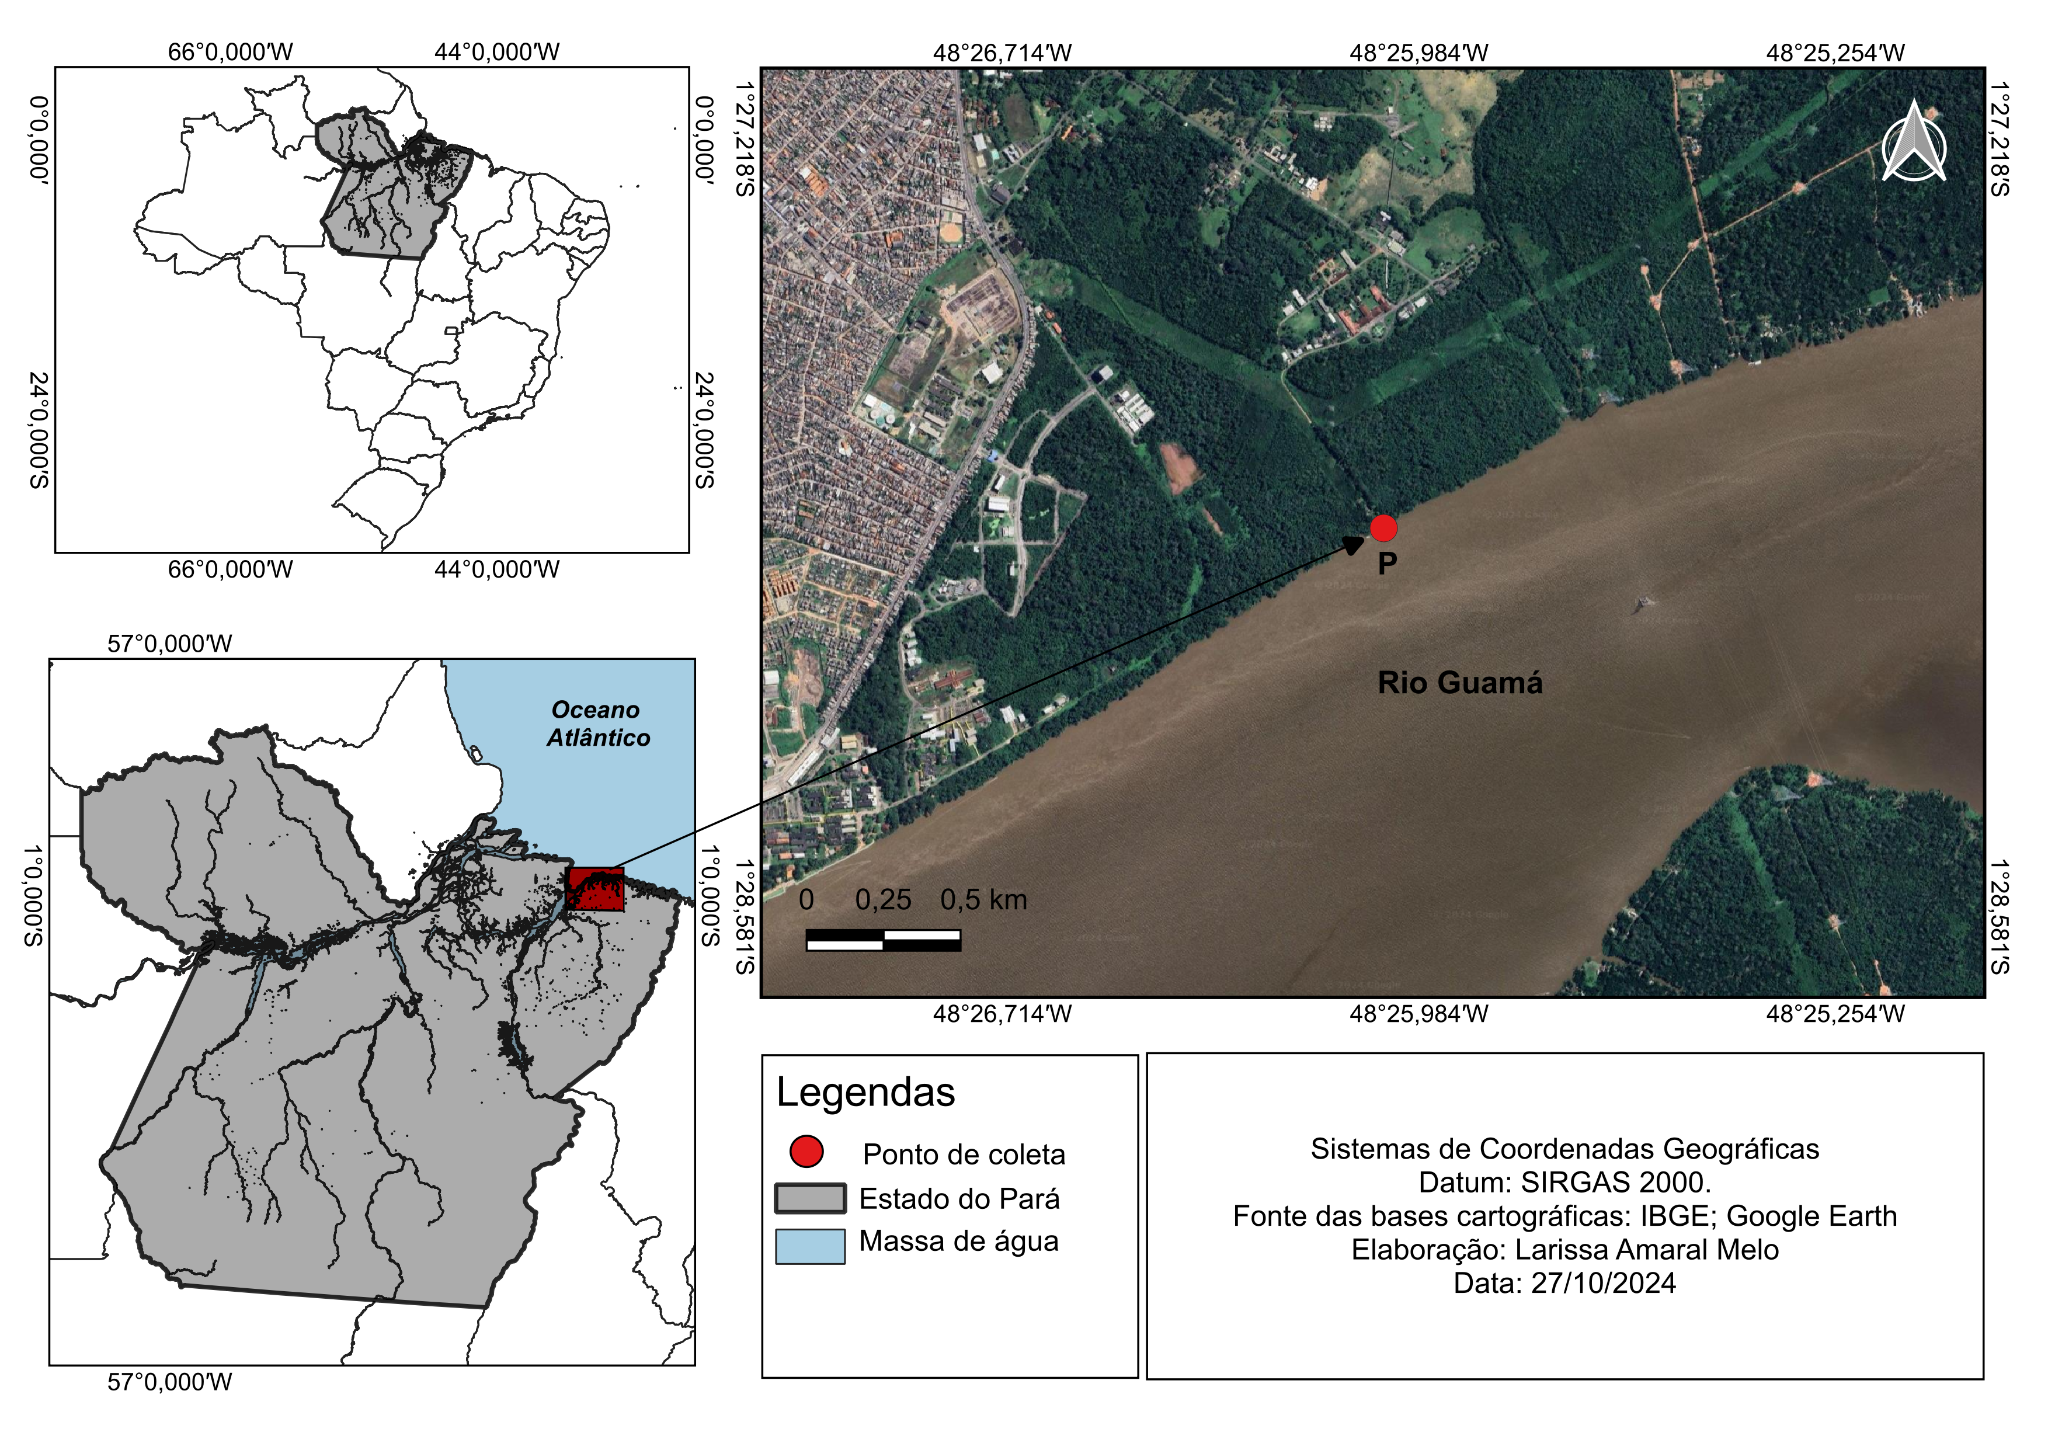 66°0,000′W 44°0,000′W
0°0,000′ 0°0,000′
24°0,000′S 24°0,000′S
66°0,000′W 44°0,000′W
48°26,714′W 48°25,984′W 48°25,254′W
1°27,218′S 1°27,218′S
P
Rio Guamá
0 0,25 0,5 km
1°28,581′S 1°28,581′S
48°26,714′W 48°25,984′W 48°25,254′W
57°0,000′W
Oceano
Atlântico
1°0,000′S 1°0,000′S
57°0,000′W
Legendas
Ponto de coleta
Estado do Pará
Massa de água
Sistemas de Coordenadas Geográficas
Datum: SIRGAS 2000.
Fonte das bases cartográficas: IBGE; Google Earth
Elaboração: Larissa Amaral Melo
Data: 27/10/2024